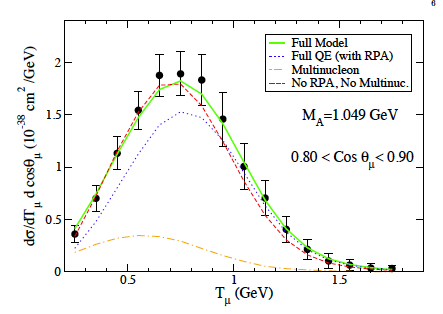 6
Full Model
Full QE (with RPA)
Multinucleon
No RPA, No Multinuc.
M_A=1.049 GeV
0.80 < Cos θ_μ < 0.90
dσ/dT_μ d cosθ_μ (10^-38 cm^2 /GeV)
2
1.5
1
0.5
0
0.5
1
1.5
T_μ (GeV)